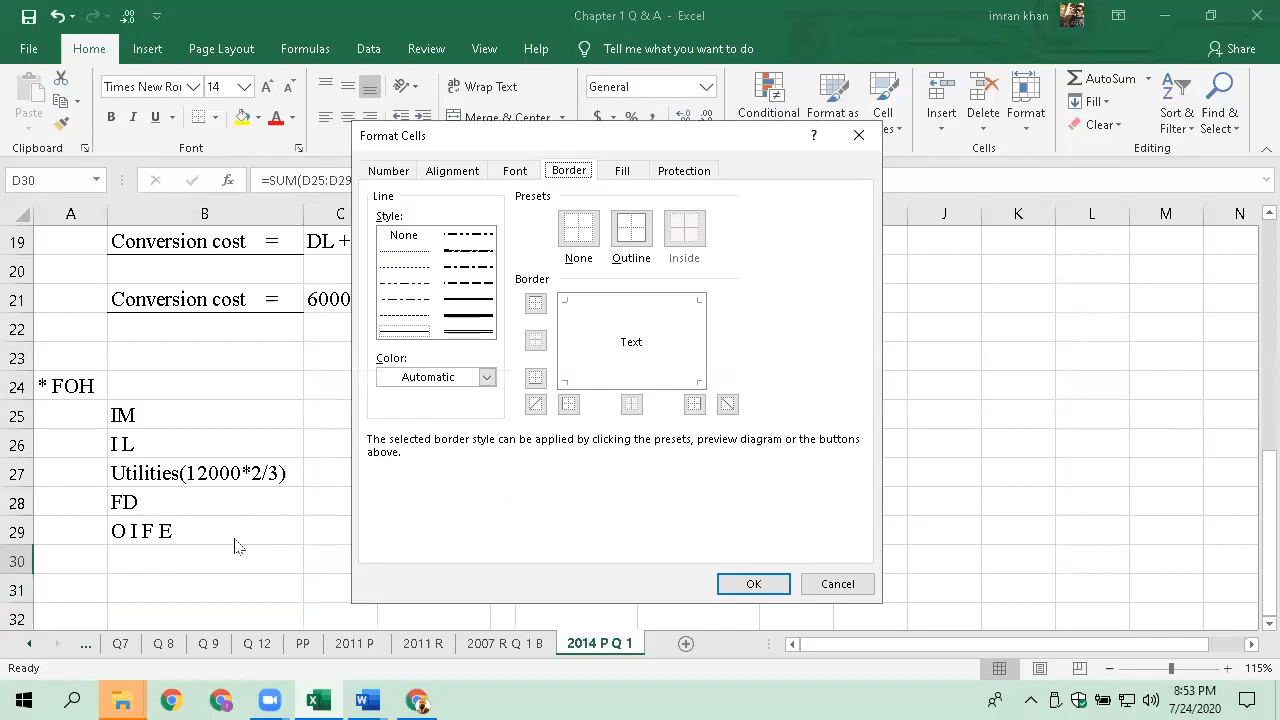 Chapter 1 Q & A - Excel
imran khan
File Home Insert Page Layout Formulas Data Review View Help Tell me what you want to do Share
Paste
Clipboard
Times New Ro 14
B I U
Font
Wrap Text
Merge & Center
General
$ %
Conditional
Format as
Cell
Insert Delete Format
Cells
AutoSum
Fill
Clear
Sort &
Filter
Find &
Select
Editing
D30
fx
=SUM(D25:D29
A B C J K L M N
19 Conversion cost = DL +
20
21 Conversion cost = 6000
22
23
24 * FOH
25 IM
26 I L
27 Utilities(12000*2/3)
28 FD
29 O I F E
30
31
32
Format Cells
? 
Number Alignment Font Border Fill Protection
Line
Style:
None
Color:
Automatic
Presets
None Outline Inside
Border
Text
The selected border style can be applied by clicking the presets, preview diagram or the buttons
above.
OK Cancel
... Q7 Q 8 Q 9 Q 12 PP 2011 P 2011 R 2007 R Q 1 B 2014 P Q 1
Ready
115%
8:53 PM
7/24/2020